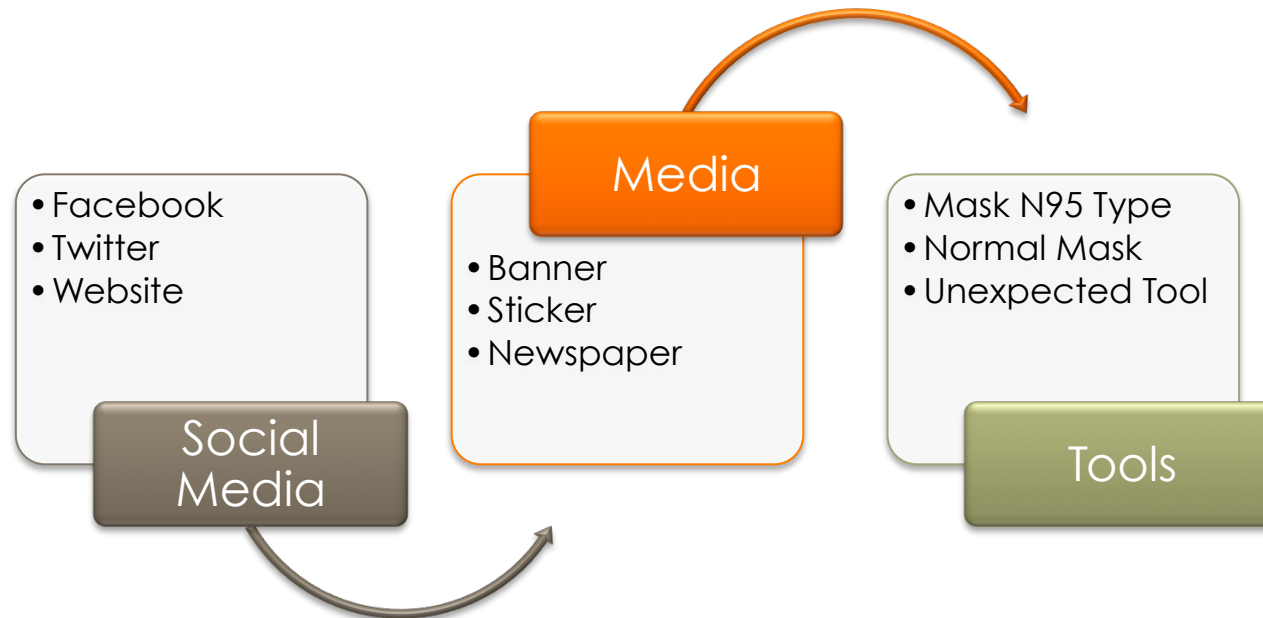 • Facebook
• Twitter
• Website
Social
Media
Media
• Banner
• Sticker
• Newspaper
• Mask N95 Type
• Normal Mask
• Unexpected Tool
Tools